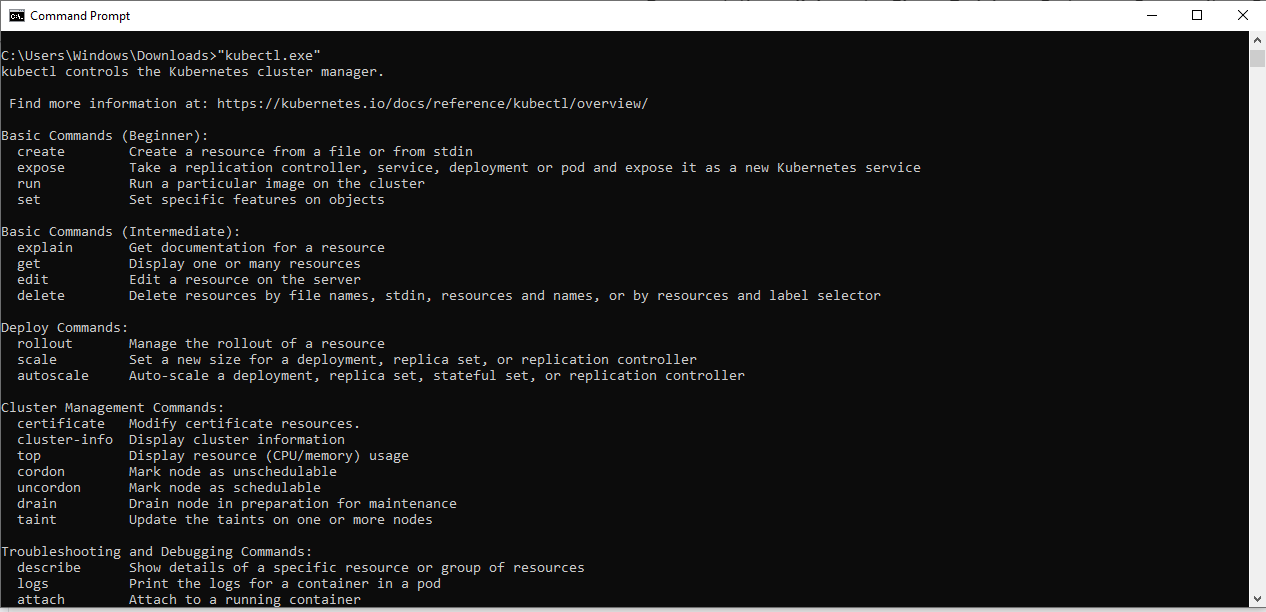 Command Prompt
C:\Users\Windows\Downloads>"kubectl.exe"
kubectl controls the Kubernetes cluster manager.
 Find more information at: https://kubernetes.io/docs/reference/kubectl/overview/
Basic Commands (Beginner):
  create        Create a resource from a file or from stdin
  expose        Take a replication controller, service, deployment or pod and expose it as a new Kubernetes service
  run           Run a particular image on the cluster
  set           Set specific features on objects
Basic Commands (Intermediate):
  explain       Get documentation for a resource
  get           Display one or many resources
  edit          Edit a resource on the server
  delete        Delete resources by file names, stdin, resources and names, or by resources and label selector
Deploy Commands:
  rollout       Manage the rollout of a resource
  scale         Set a new size for a deployment, replica set, or replication controller
  autoscale     Auto-scale a deployment, replica set, stateful set, or replication controller
Cluster Management Commands:
  certificate   Modify certificate resources.
  cluster-info  Display cluster information
  top           Display resource (CPU/memory) usage
  cordon        Mark node as unschedulable
  uncordon      Mark node as schedulable
  drain         Drain node in preparation for maintenance
  taint         Update the taints on one or more nodes
Troubleshooting and Debugging Commands:
  describe      Show details of a specific resource or group of resources
  logs          Print the logs for a container in a pod
  attach        Attach to a running container